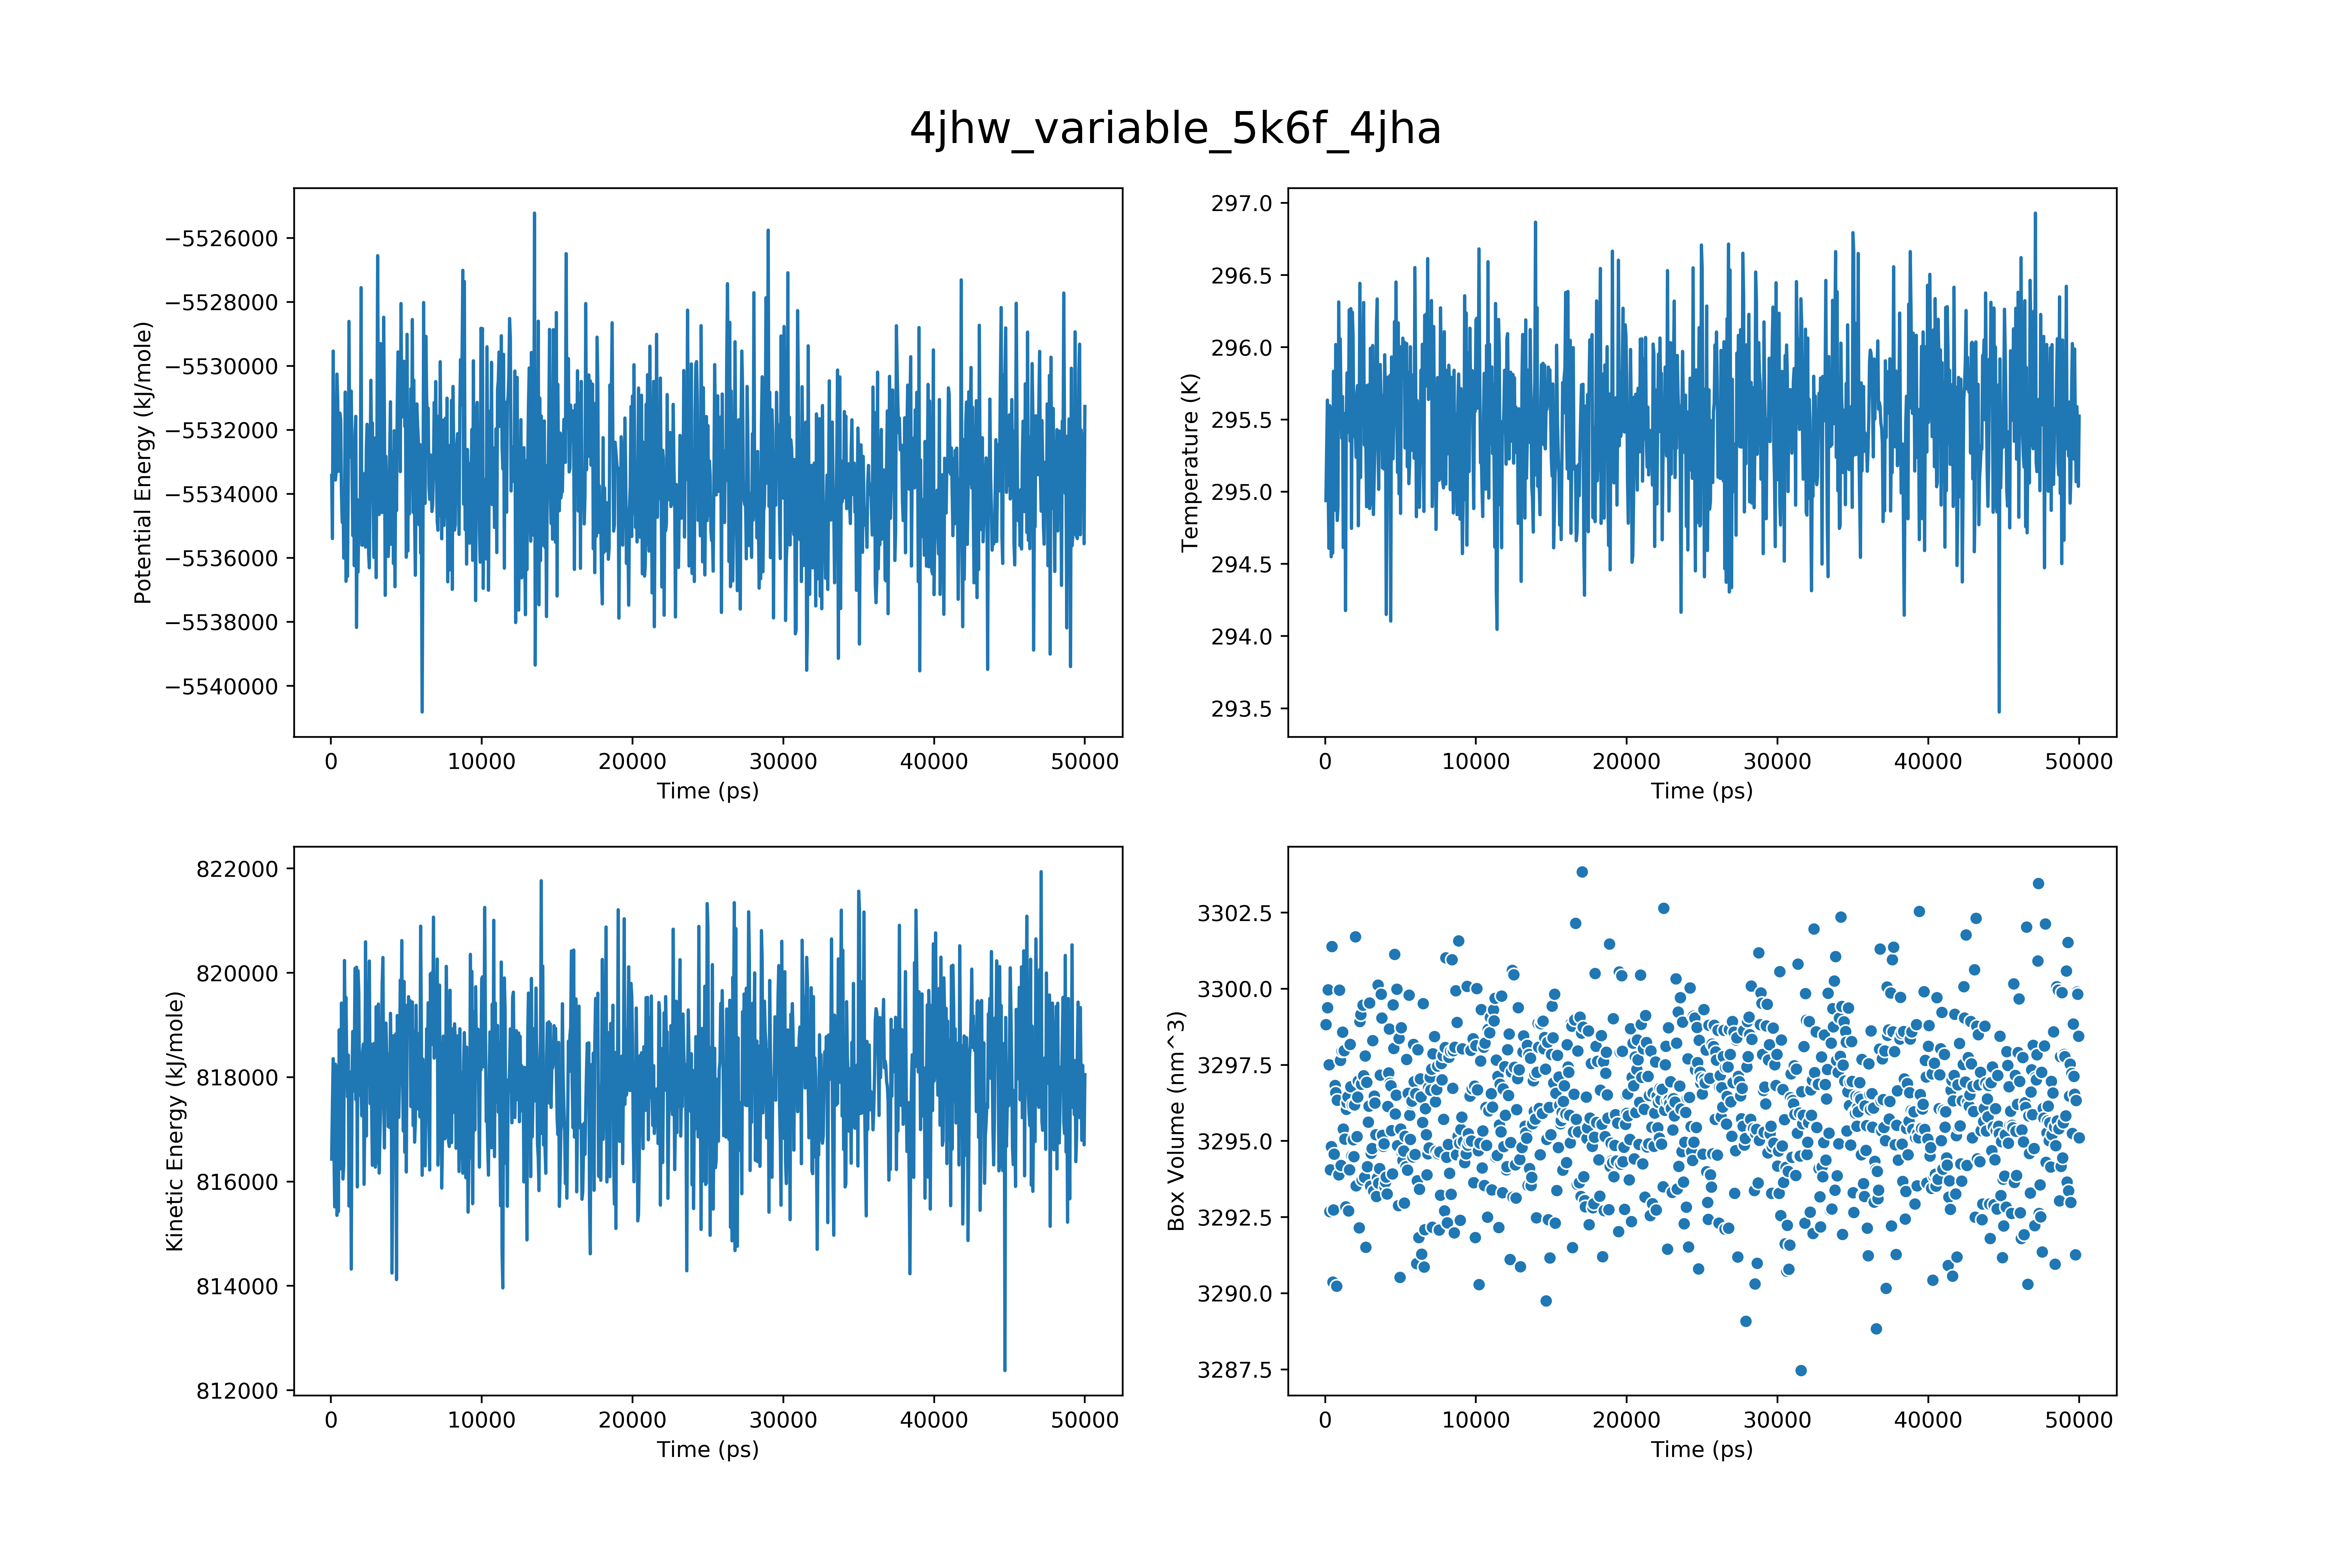 4jhw_variable_5k6f_4jha
Potential Energy (kJ/mole)
−5526000
−5528000
−5530000
−5532000
−5534000
−5536000
−5538000
−5540000
0 10000 20000 30000 40000 50000
Time (ps)
Temperature (K)
297.0
296.5
296.0
295.5
295.0
294.5
294.0
293.5
0 10000 20000 30000 40000 50000
Time (ps)
Kinetic Energy (kJ/mole)
822000
820000
818000
816000
814000
812000
0 10000 20000 30000 40000 50000
Time (ps)
Box Volume (nm^3)
3302.5
3300.0
3297.5
3295.0
3292.5
3290.0
3287.5
0 10000 20000 30000 40000 50000
Time (ps)